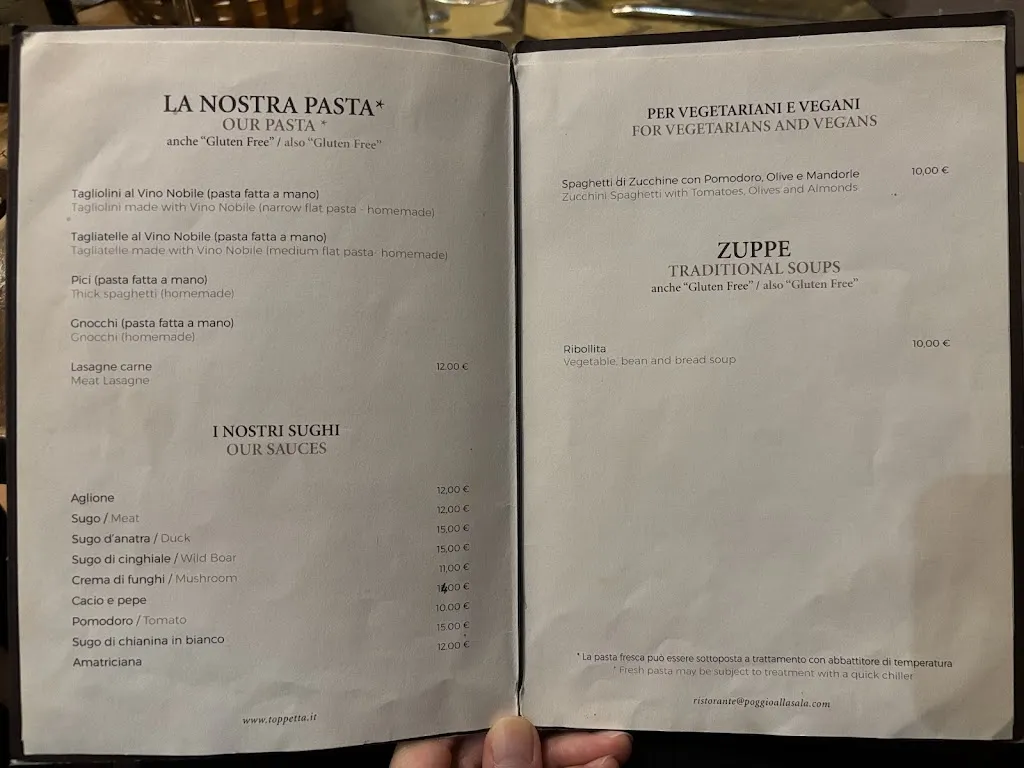 LA NOSTRA PASTA*
OUR PASTA *
anche "Gluten Free" / also "Gluten Free"
Tagliolini al Vino Nobile (pasta fatta a mano)
Tagliolini made with Vino Nobile (narrow flat pasta - homemade)
Tagliatelle al Vino Nobile (pasta fatta a mano)
Tagliatelle made with Vino Nobile (medium flat pasta- homemade)
Pici (pasta fatta a mano)
Thick spaghetti (homemade)
Gnocchi (pasta fatta a mano)
Gnocchi (homemade)
Lasagne carne 12.00 €
Meat Lasagne
I NOSTRI SUGHI
OUR SAUCES
Aglione 12,00 €
Sugo / Meat 12,00 €
Sugo d'anatra / Duck 15,00 €
Sugo di cinghiale / Wild Boar 15,00 €
Crema di funghi / Mushroom 11,00 €
Cacio e pepe 14,00 €
Pomodoro / Tomato 10.00 €
Sugo di chianina in bianco 15.00 €
Amatriciana 12.00 €
www.toppetta.it
PER VEGETARIANI E VEGANI
FOR VEGETARIANS AND VEGANS
Spaghetti di Zucchine con Pomodoro, Olive e Mandorle 10,00 €
Zucchini Spaghetti with Tomatoes, Olives and Almonds
ZUPPE
TRADITIONAL SOUPS
anche "Gluten Free" / also "Gluten Free"
Ribollita 10,00 €
Vegetable, bean and bread soup
* La pasta fresca può essere sottoposta a trattamento con abbattitore di temperatura
* Fresh pasta may be subject to treatment with a quick chiller
ristorante@poggioallasala.com